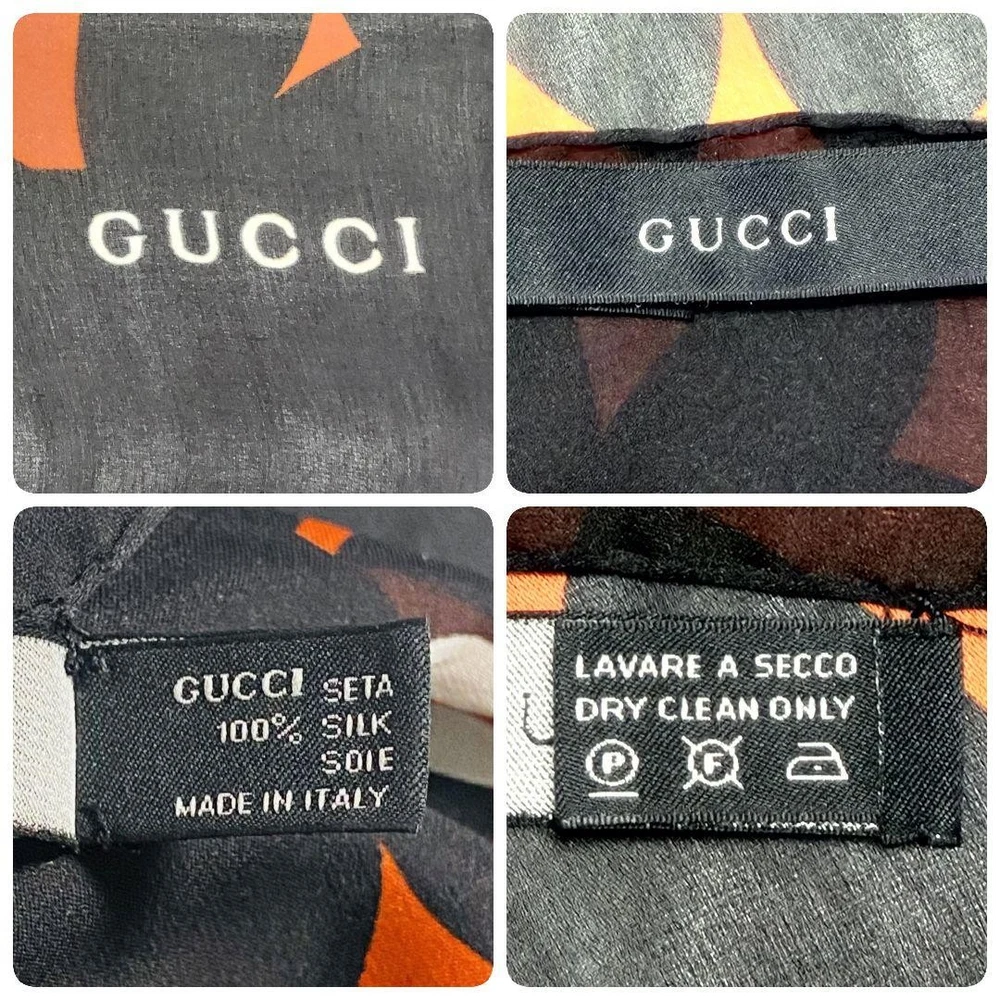 GUCCI
GUCCI
GUCCI SETA
100% SILK
SOIE
MADE IN ITALY
LAVARE A SECCO
DRY CLEAN ONLY
P F